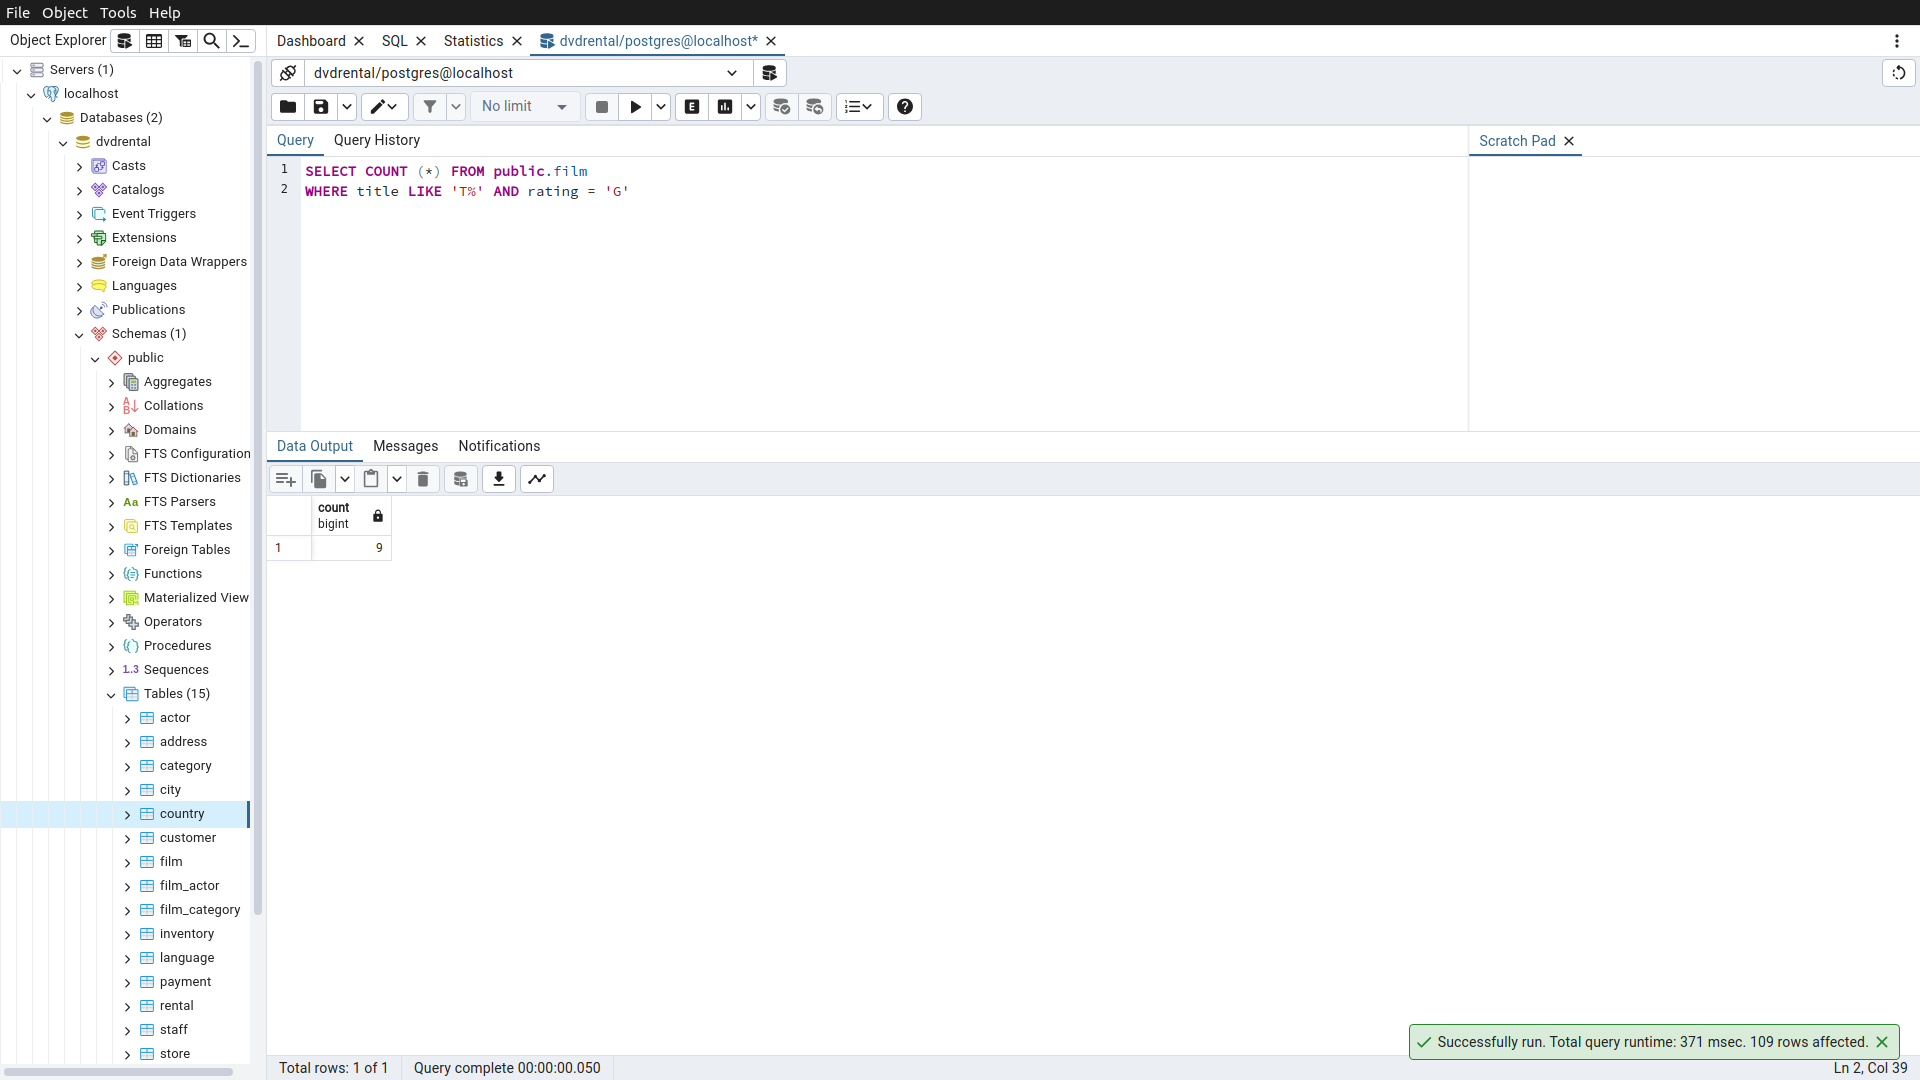 File Object Tools Help
Object Explorer
Dashboard
SQL
Statistics
dvdrental/postgres@localhost*
Servers (1)
localhost
Databases (2)
dvdrental
Casts
Catalogs
Event Triggers
Extensions
Foreign Data Wrappers
Languages
Publications
Schemas (1)
public
Aggregates
Collations
Domains
FTS Configuration
FTS Dictionaries
Aa FTS Parsers
FTS Templates
Foreign Tables
Functions
Materialized View
Operators
Procedures
1..3 Sequences
Tables (15)
actor
address
category
city
country
customer
film
film_actor
film_category
inventory
language
payment
rental
staff
store
dvdrental/postgres@localhost
No limit
E
Query
Query History
Scratch Pad
1 SELECT COUNT (*) FROM public.film
2 WHERE title LIKE 'T%' AND rating = 'G'
Data Output
Messages
Notifications
count
bigint
1 9
Successfully run. Total query runtime: 371 msec. 109 rows affected.
Total rows: 1 of 1
Query complete 00:00:00.050
Ln 2, Col 39